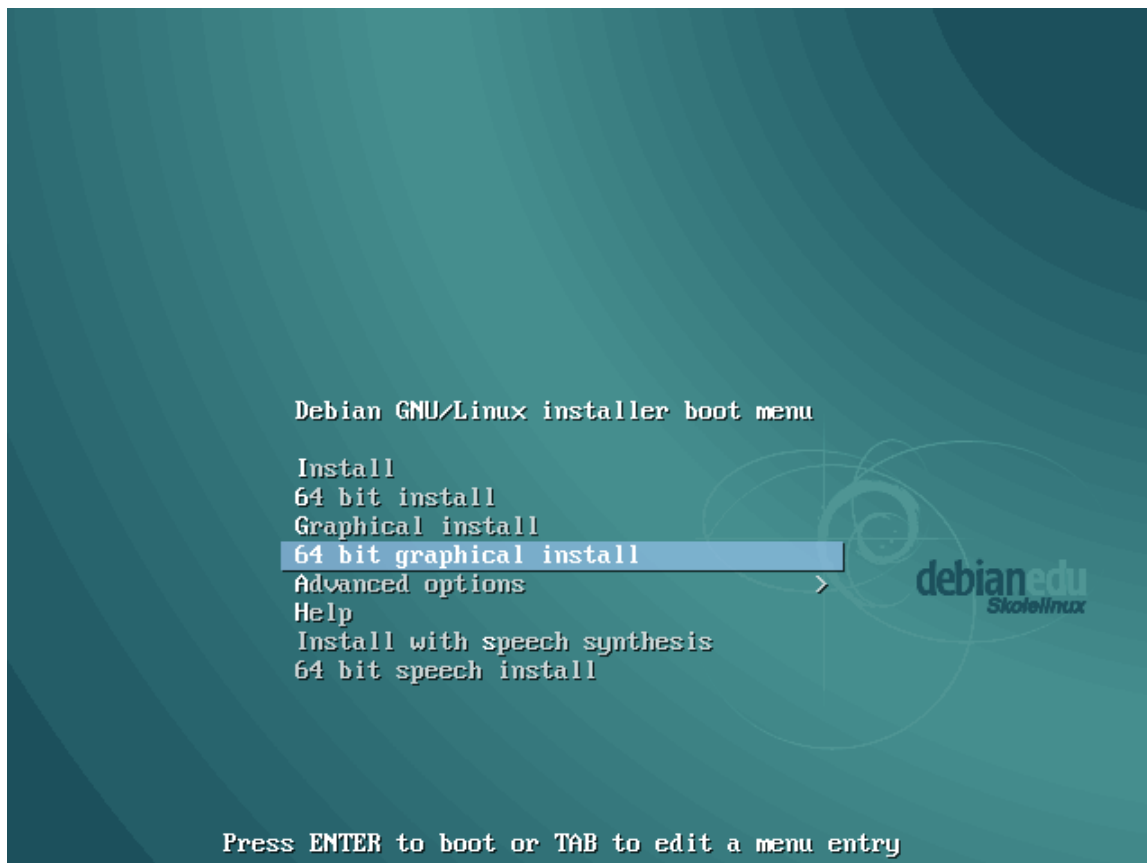 Debian GNU/Linux installer boot menu
Install
64 bit install
Graphical install
64 bit graphical install
Advanced options >
Help
Install with speech synthesis
64 bit speech install
debianedu
Skolelinux
Press ENTER to boot or TAB to edit a menu entry